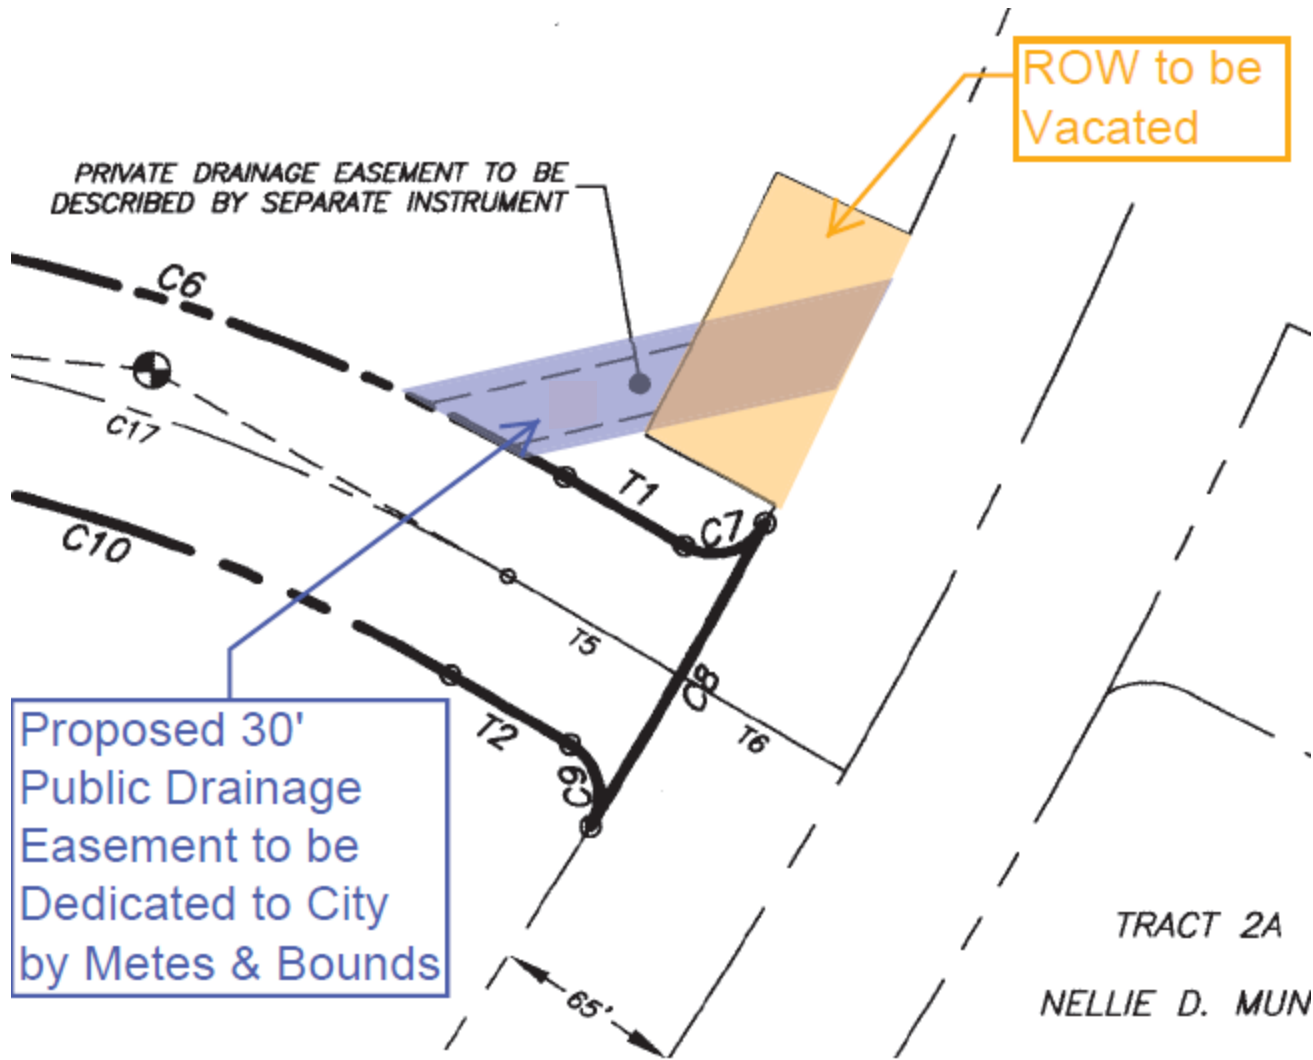 ROW to be
Vacated
PRIVATE DRAINAGE EASEMENT TO BE
DESCRIBED BY SEPARATE INSTRUMENT
C6
C17
T1
C7
C10
T5
C8
T6
T2
C9
Proposed 30'
Public Drainage
Easement to be
Dedicated to City
by Metes & Bounds
65'
TRACT 2A
NELLIE D. MUN